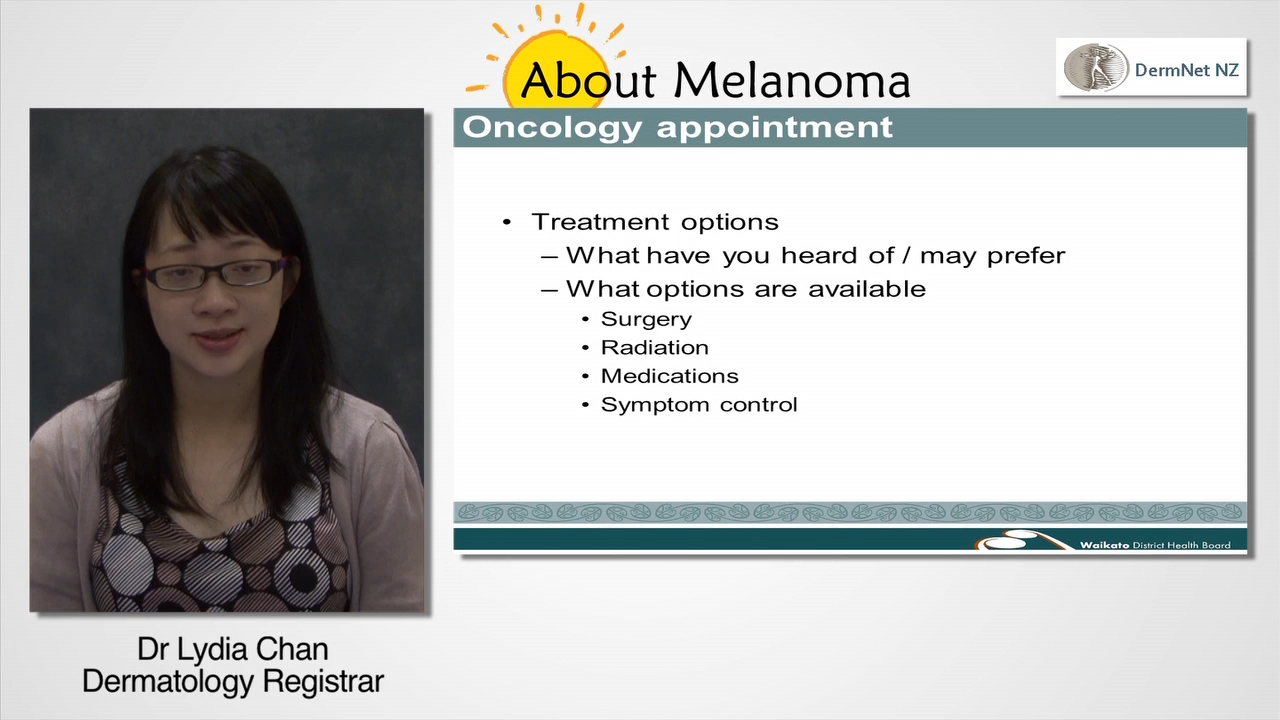 About Melanoma
DermNet NZ
Oncology appointment
• Treatment options
– What have you heard of / may prefer
– What options are available
• Surgery
• Radiation
• Medications
• Symptom control
Waikato District Health Board
Dr Lydia Chan
Dermatology Registrar